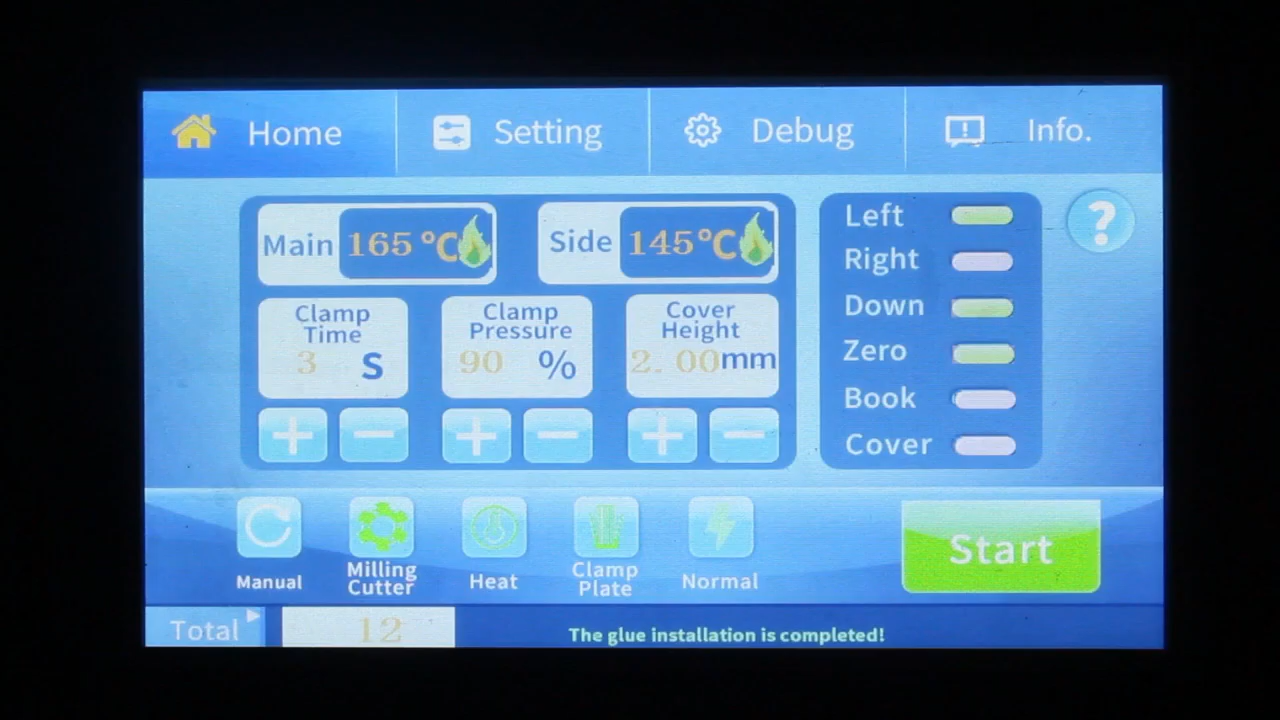 Home
Setting
Debug
Info.
Main 165 °C
Side 145°C
Left
Right
Down
Zero
Book
Cover
?
Clamp
Time
3 S
Clamp
Pressure
90 %
Cover
Height
2.00mm
+ − + − + −
Manual
Milling
Cutter
Heat
Clamp
Plate
Normal
Start
Total 12
The glue installation is completed!